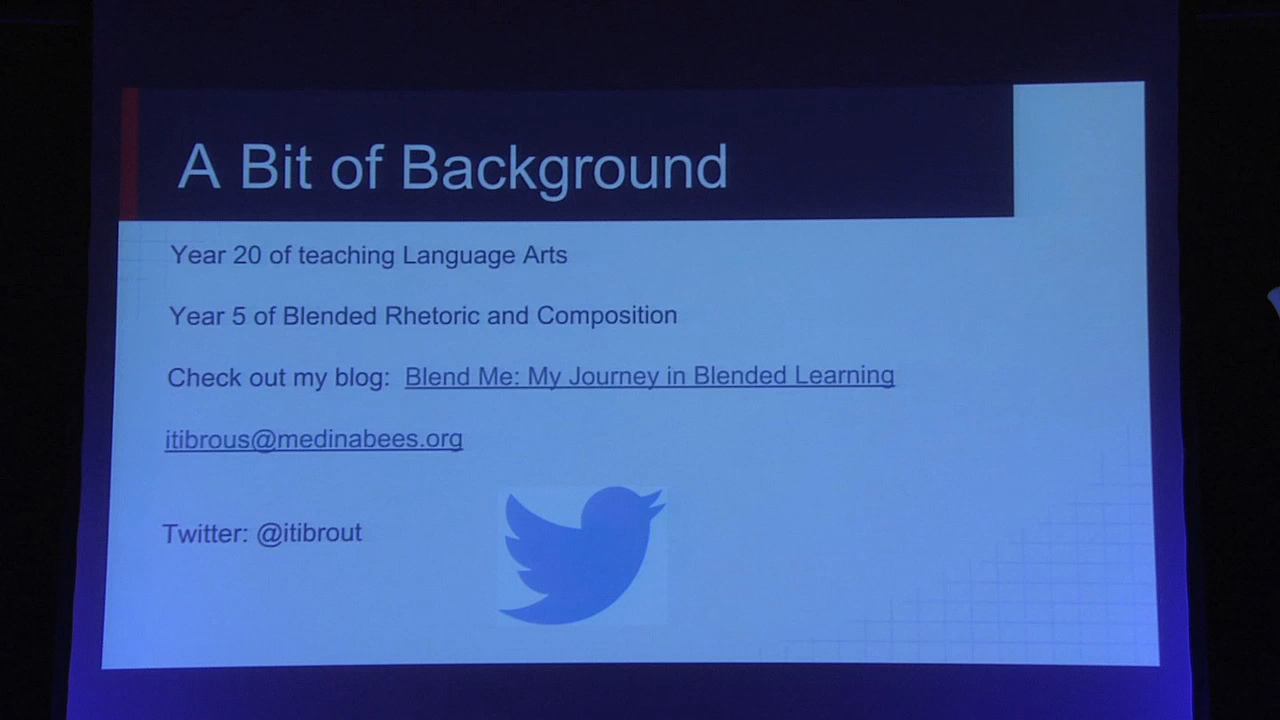 A Bit of Background
Year 20 of teaching Language Arts
Year 5 of Blended Rhetoric and Composition
Check out my blog: Blend Me: My Journey in Blended Learning
itibrous@medinabees.org
Twitter: @itibrout